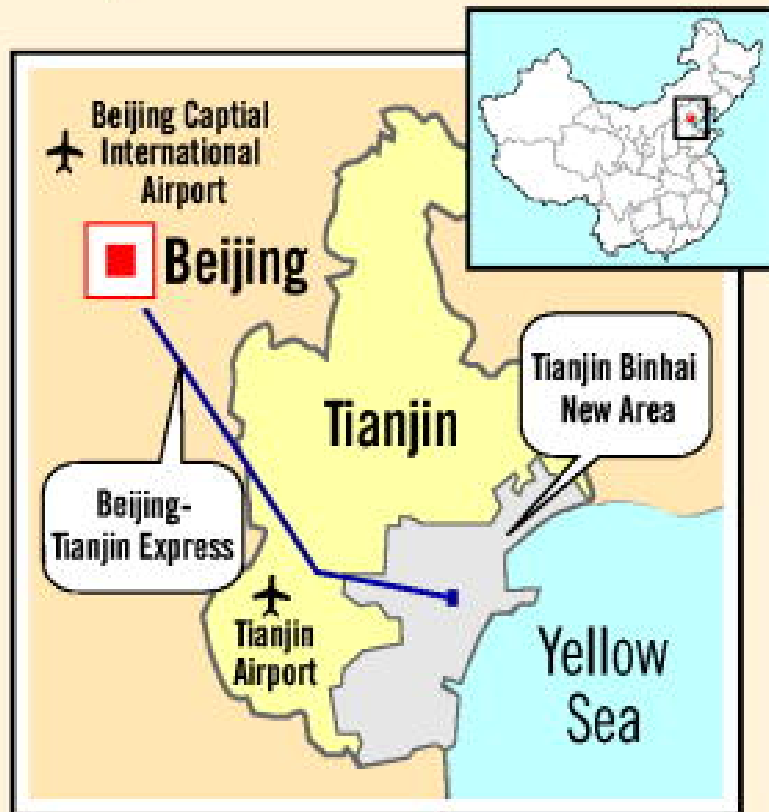 Beijing Captial
International
Airport
Beijing
Tianjin Binhai
New Area
Tianjin
Beijing-
Tianjin Express
Tianjin
Airport
Yellow
Sea